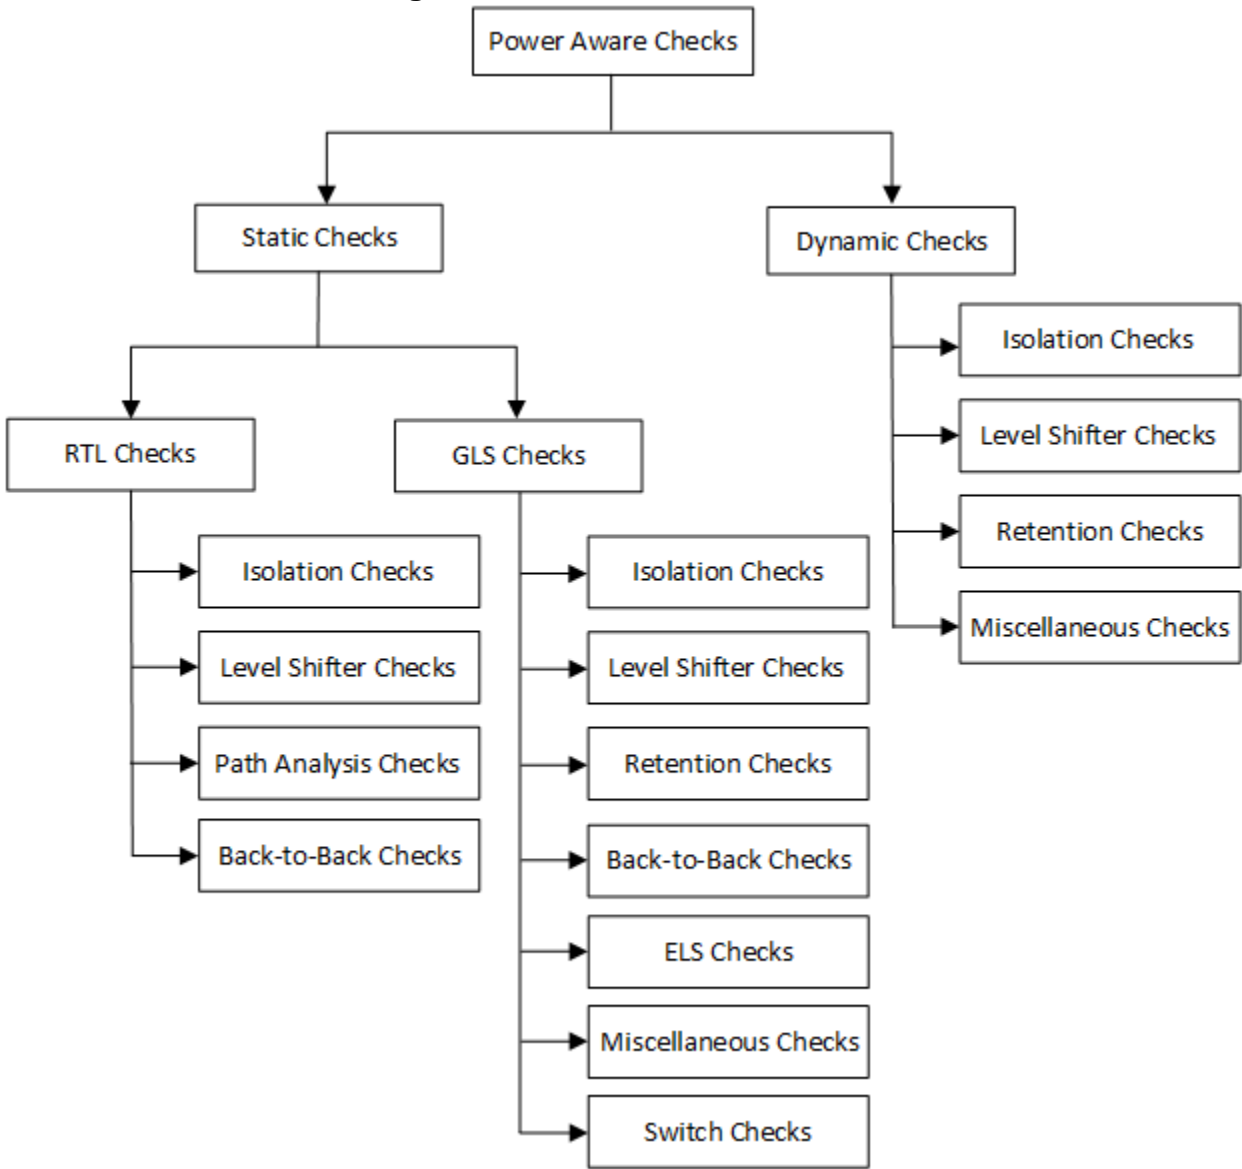 Power Aware Checks
Static Checks
Dynamic Checks
RTL Checks
Isolation Checks
Level Shifter Checks
Path Analysis Checks
Back-to-Back Checks
GLS Checks
Isolation Checks
Level Shifter Checks
Retention Checks
Back-to-Back Checks
ELS Checks
Miscellaneous Checks
Switch Checks
Isolation Checks
Level Shifter Checks
Retention Checks
Miscellaneous Checks